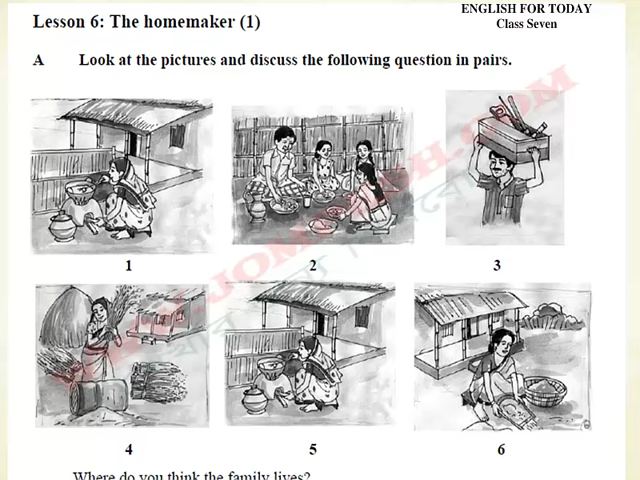 ENGLISH FOR TODAY
Class Seven
Lesson 6: The homemaker (1)
A Look at the pictures and discuss the following question in pairs.
1
2
3
4
5
6
Where do you think the family lives?